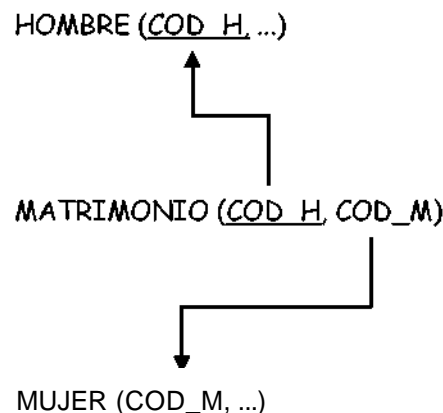 HOMBRE (COD_H, ...)
MATRIMONIO (COD_H, COD_M)
MUJER (COD_M, ...)